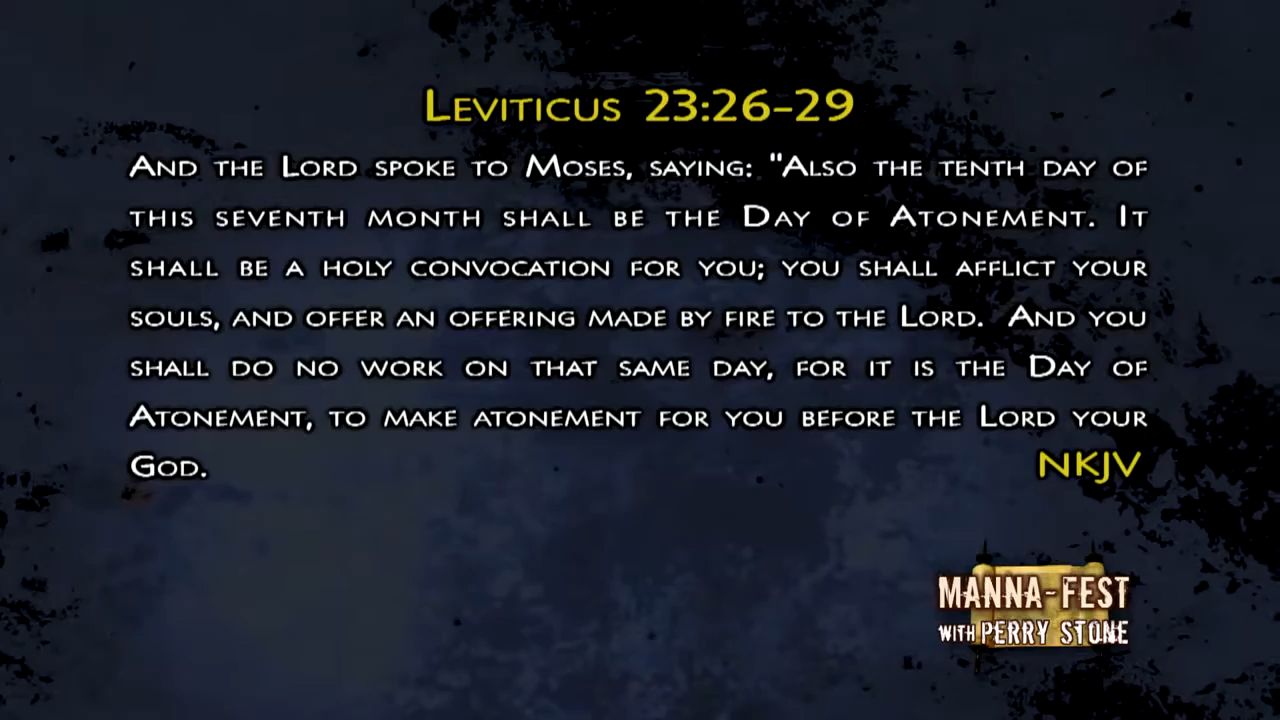 Leviticus 23:26-29
And the Lord spoke to Moses, saying: "Also the tenth day of
this seventh month shall be the Day of Atonement. It
shall be a holy convocation for you; you shall afflict your
souls, and offer an offering made by fire to the Lord. And you
shall do no work on that same day, for it is the Day of
Atonement, to make atonement for you before the Lord your
God.
NKJV
MANNA-FEST
WITH PERRY STONE